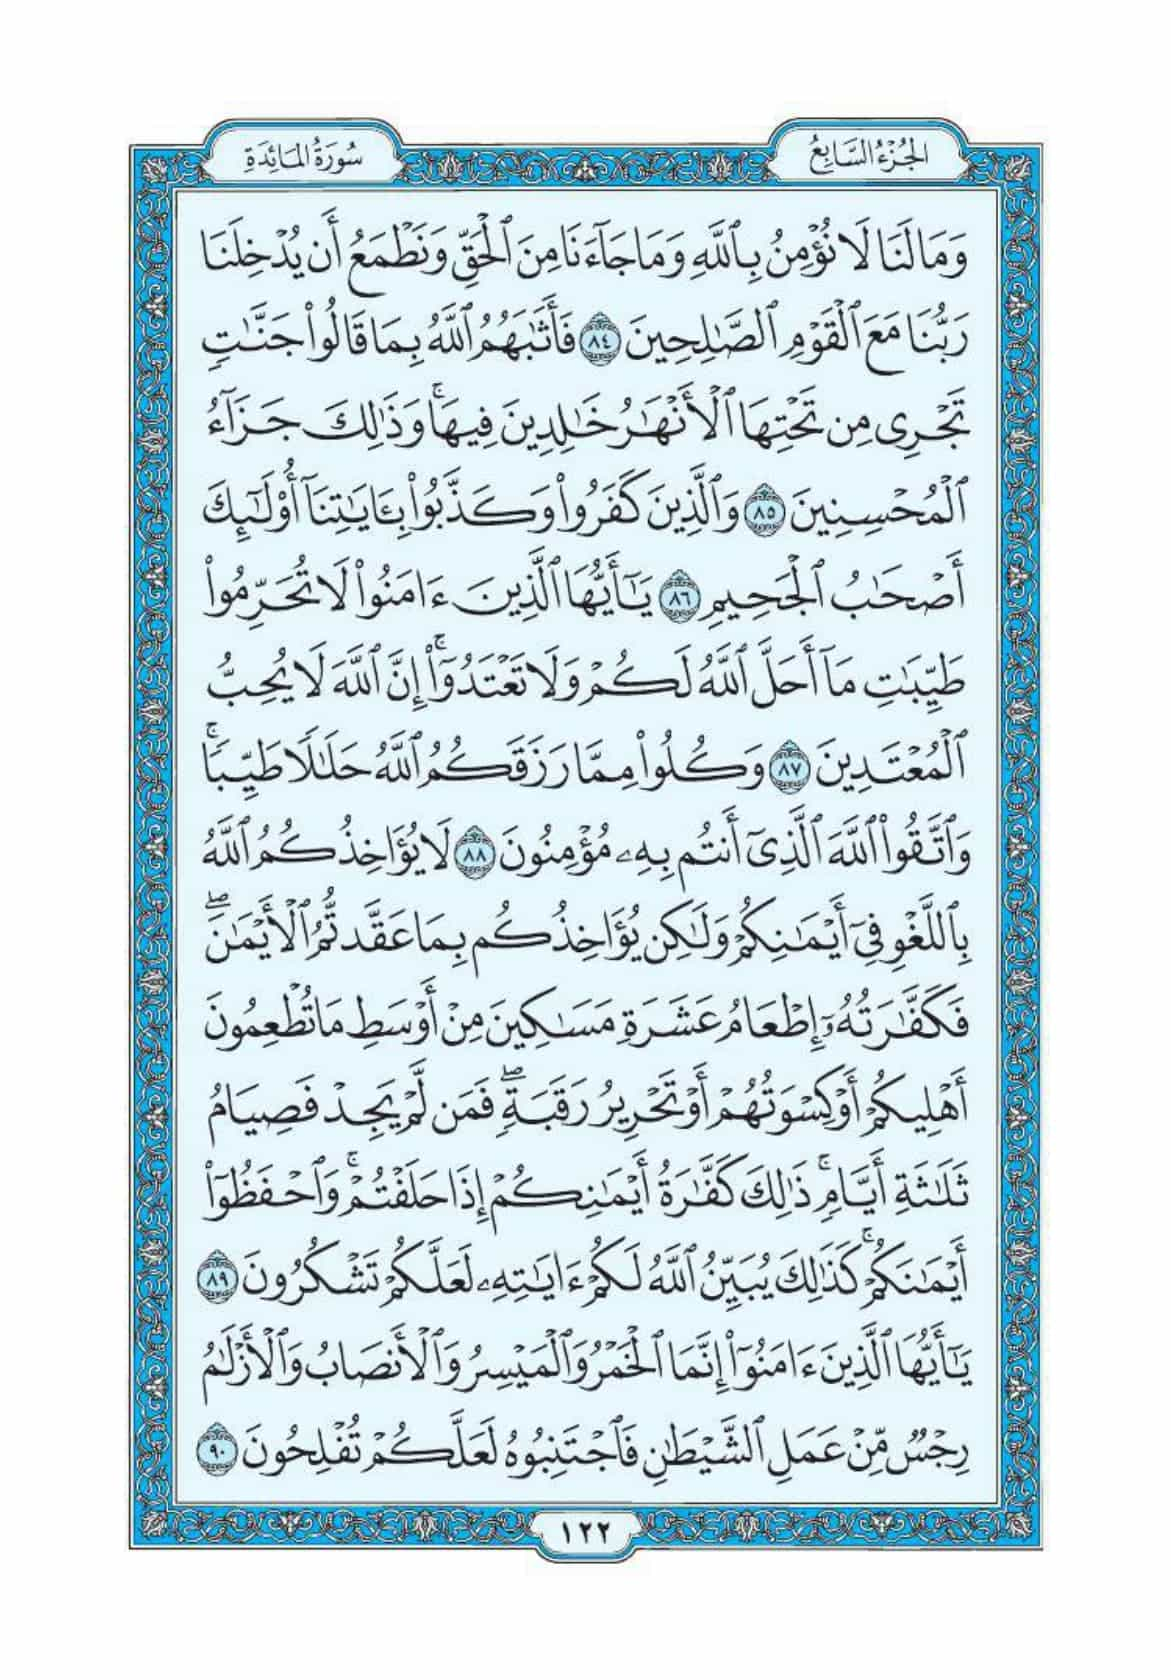 الجُزْءُ السَّابِعُ
سُورَةُ المَائِدَةِ
وَمَا لَنَا لَا نُؤْمِنُ بِٱللَّهِ وَمَا جَآءَنَا مِنَ ٱلْحَقِّ وَنَطْمَعُ أَن يُدْخِلَنَا
رَبُّنَا مَعَ ٱلْقَوْمِ ٱلصَّٰلِحِينَ ٨٤ فَأَثَٰبَهُمُ ٱللَّهُ بِمَا قَالُوا۟ جَنَّٰتٍ
تَجْرِى مِن تَحْتِهَا ٱلْأَنْهَٰرُ خَٰلِدِينَ فِيهَا ۚ وَذَٰلِكَ جَزَآءُ
ٱلْمُحْسِنِينَ ٨٥ وَٱلَّذِينَ كَفَرُوا۟ وَكَذَّبُوا۟ بِـَٔايَٰتِنَآ أُو۟لَٰٓئِكَ
أَصْحَٰبُ ٱلْجَحِيمِ ٨٦ يَٰٓأَيُّهَا ٱلَّذِينَ ءَامَنُوا۟ لَا تُحَرِّمُوا۟
طَيِّبَٰتِ مَآ أَحَلَّ ٱللَّهُ لَكُمْ وَلَا تَعْتَدُوٓا۟ ۚ إِنَّ ٱللَّهَ لَا يُحِبُّ
ٱلْمُعْتَدِينَ ٨٧ وَكُلُوا۟ مِمَّا رَزَقَكُمُ ٱللَّهُ حَلَٰلًا طَيِّبًا ۚ
وَٱتَّقُوا۟ ٱللَّهَ ٱلَّذِىٓ أَنتُم بِهِۦ مُؤْمِنُونَ ٨٨ لَا يُؤَاخِذُكُمُ ٱللَّهُ
بِٱللَّغْوِ فِىٓ أَيْمَٰنِكُمْ وَلَٰكِن يُؤَاخِذُكُم بِمَا عَقَّدتُّمُ ٱلْأَيْمَٰنَ ۖ
فَكَفَّٰرَتُهُۥٓ إِطْعَامُ عَشَرَةِ مَسَٰكِينَ مِنْ أَوْسَطِ مَا تُطْعِمُونَ
أَهْلِيكُمْ أَوْ كِسْوَتُهُمْ أَوْ تَحْرِيرُ رَقَبَةٍ ۖ فَمَن لَّمْ يَجِدْ فَصِيَامُ
ثَلَٰثَةِ أَيَّامٍ ۚ ذَٰلِكَ كَفَّٰرَةُ أَيْمَٰنِكُمْ إِذَا حَلَفْتُمْ ۚ وَٱحْفَظُوٓا۟
أَيْمَٰنَكُمْ ۚ كَذَٰلِكَ يُبَيِّنُ ٱللَّهُ لَكُمْ ءَايَٰتِهِۦ لَعَلَّكُمْ تَشْكُرُونَ ٨٩
يَٰٓأَيُّهَا ٱلَّذِينَ ءَامَنُوٓا۟ إِنَّمَا ٱلْخَمْرُ وَٱلْمَيْسِرُ وَٱلْأَنصَابُ وَٱلْأَزْلَٰمُ
رِجْسٌ مِّنْ عَمَلِ ٱلشَّيْطَٰنِ فَٱجْتَنِبُوهُ لَعَلَّكُمْ تُفْلِحُونَ ٩٠
١٢٢